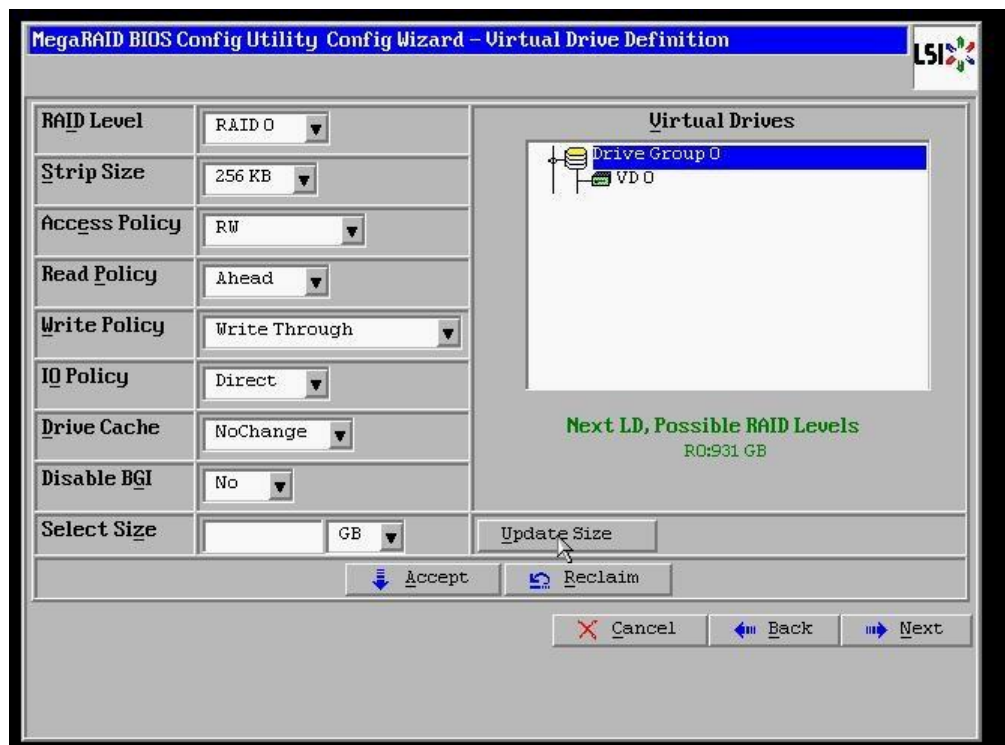 MegaRAID BIOS Config Utility Config Wizard – Virtual Drive Definition
LSI
RAID Level RAID 0
Strip Size 256 KB
Access Policy RW
Read Policy Ahead
Write Policy Write Through
IO Policy Direct
Drive Cache NoChange
Disable BGI No
Select Size GB
Virtual Drives
Drive Group 0
VD 0
Next LD, Possible RAID Levels
R0:931 GB
Update Size
Accept Reclaim
Cancel Back Next